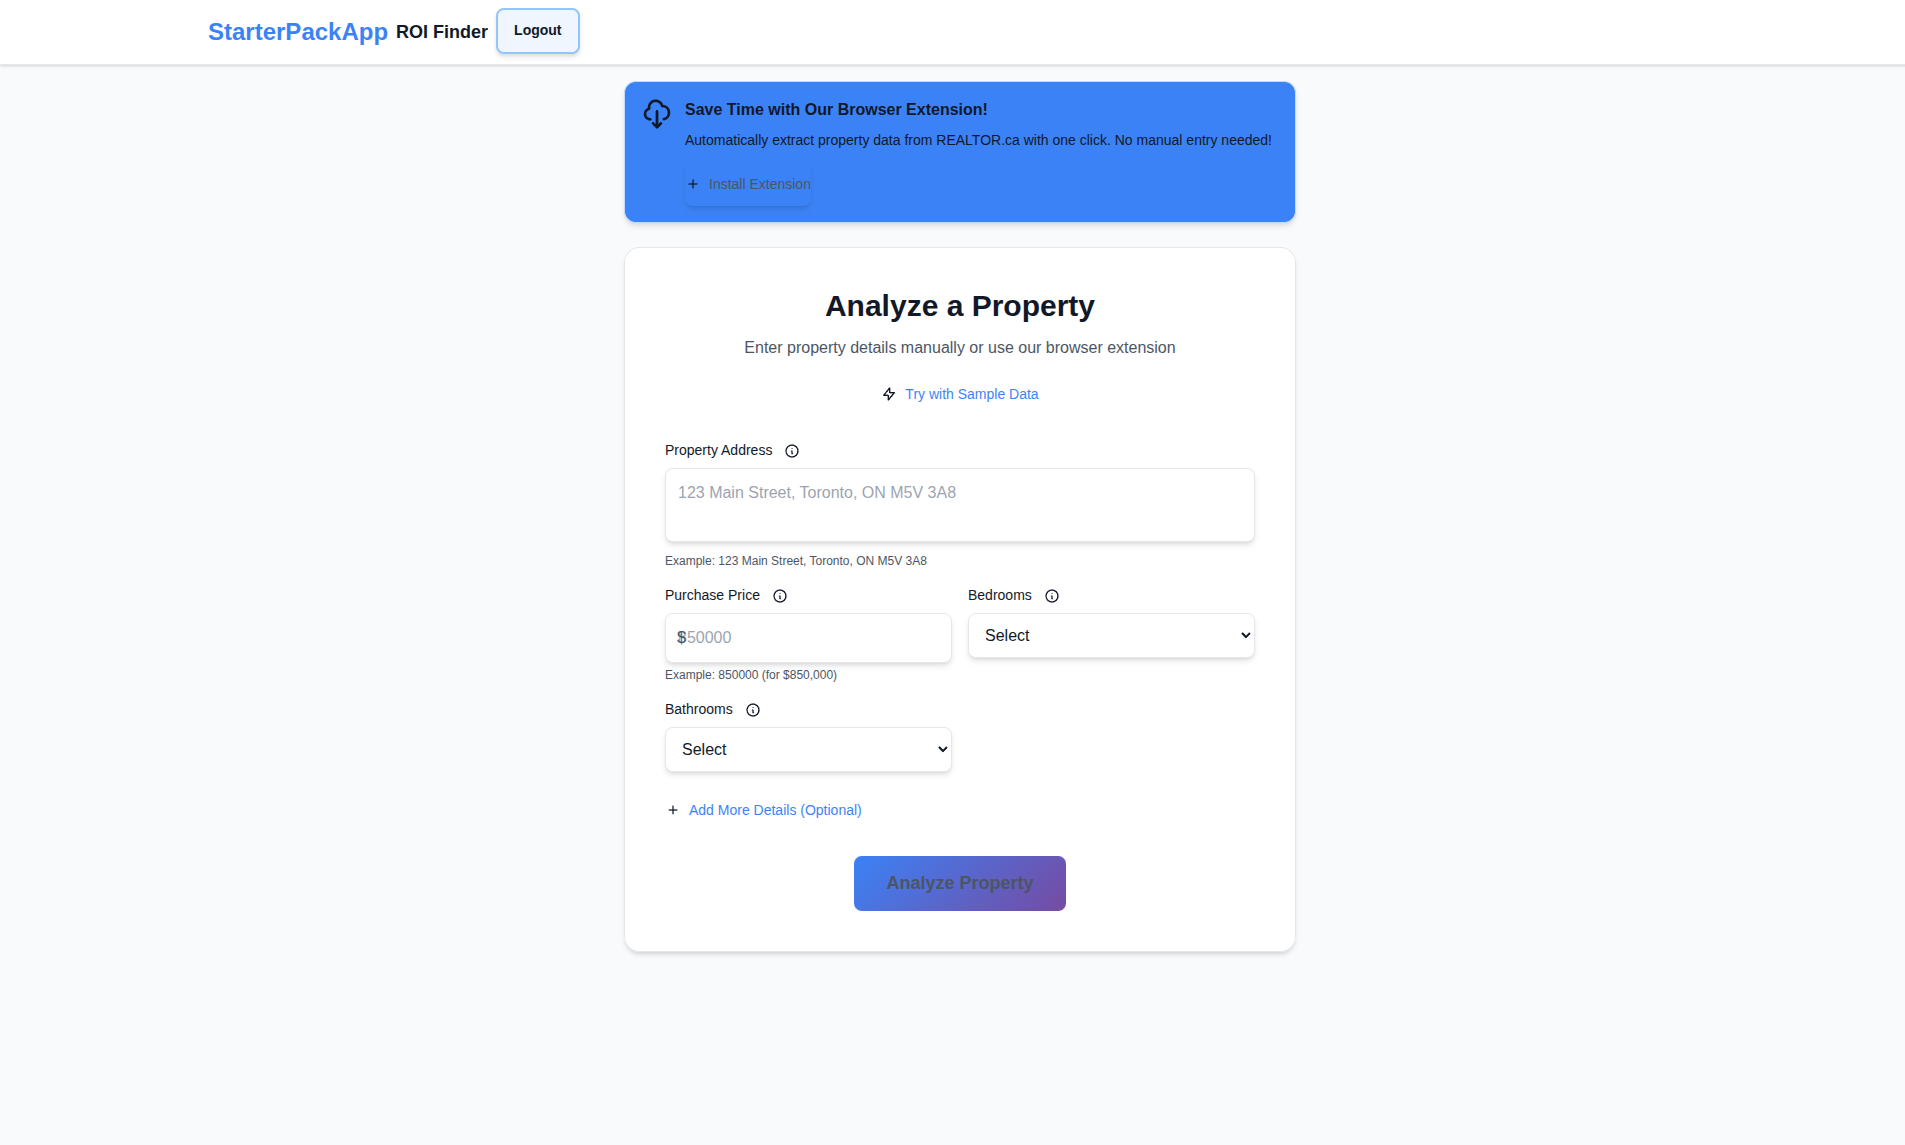 StarterPackApp ROI Finder Logout
Save Time with Our Browser Extension!
Automatically extract property data from REALTOR.ca with one click. No manual entry needed!
Install Extension
Analyze a Property
Enter property details manually or use our browser extension
Try with Sample Data
Property Address
123 Main Street, Toronto, ON M5V 3A8
Example: 123 Main Street, Toronto, ON M5V 3A8
Purchase Price Bedrooms
$50000 Select
Example: 850000 (for $850,000)
Bathrooms
Select
Add More Details (Optional)
Analyze Property